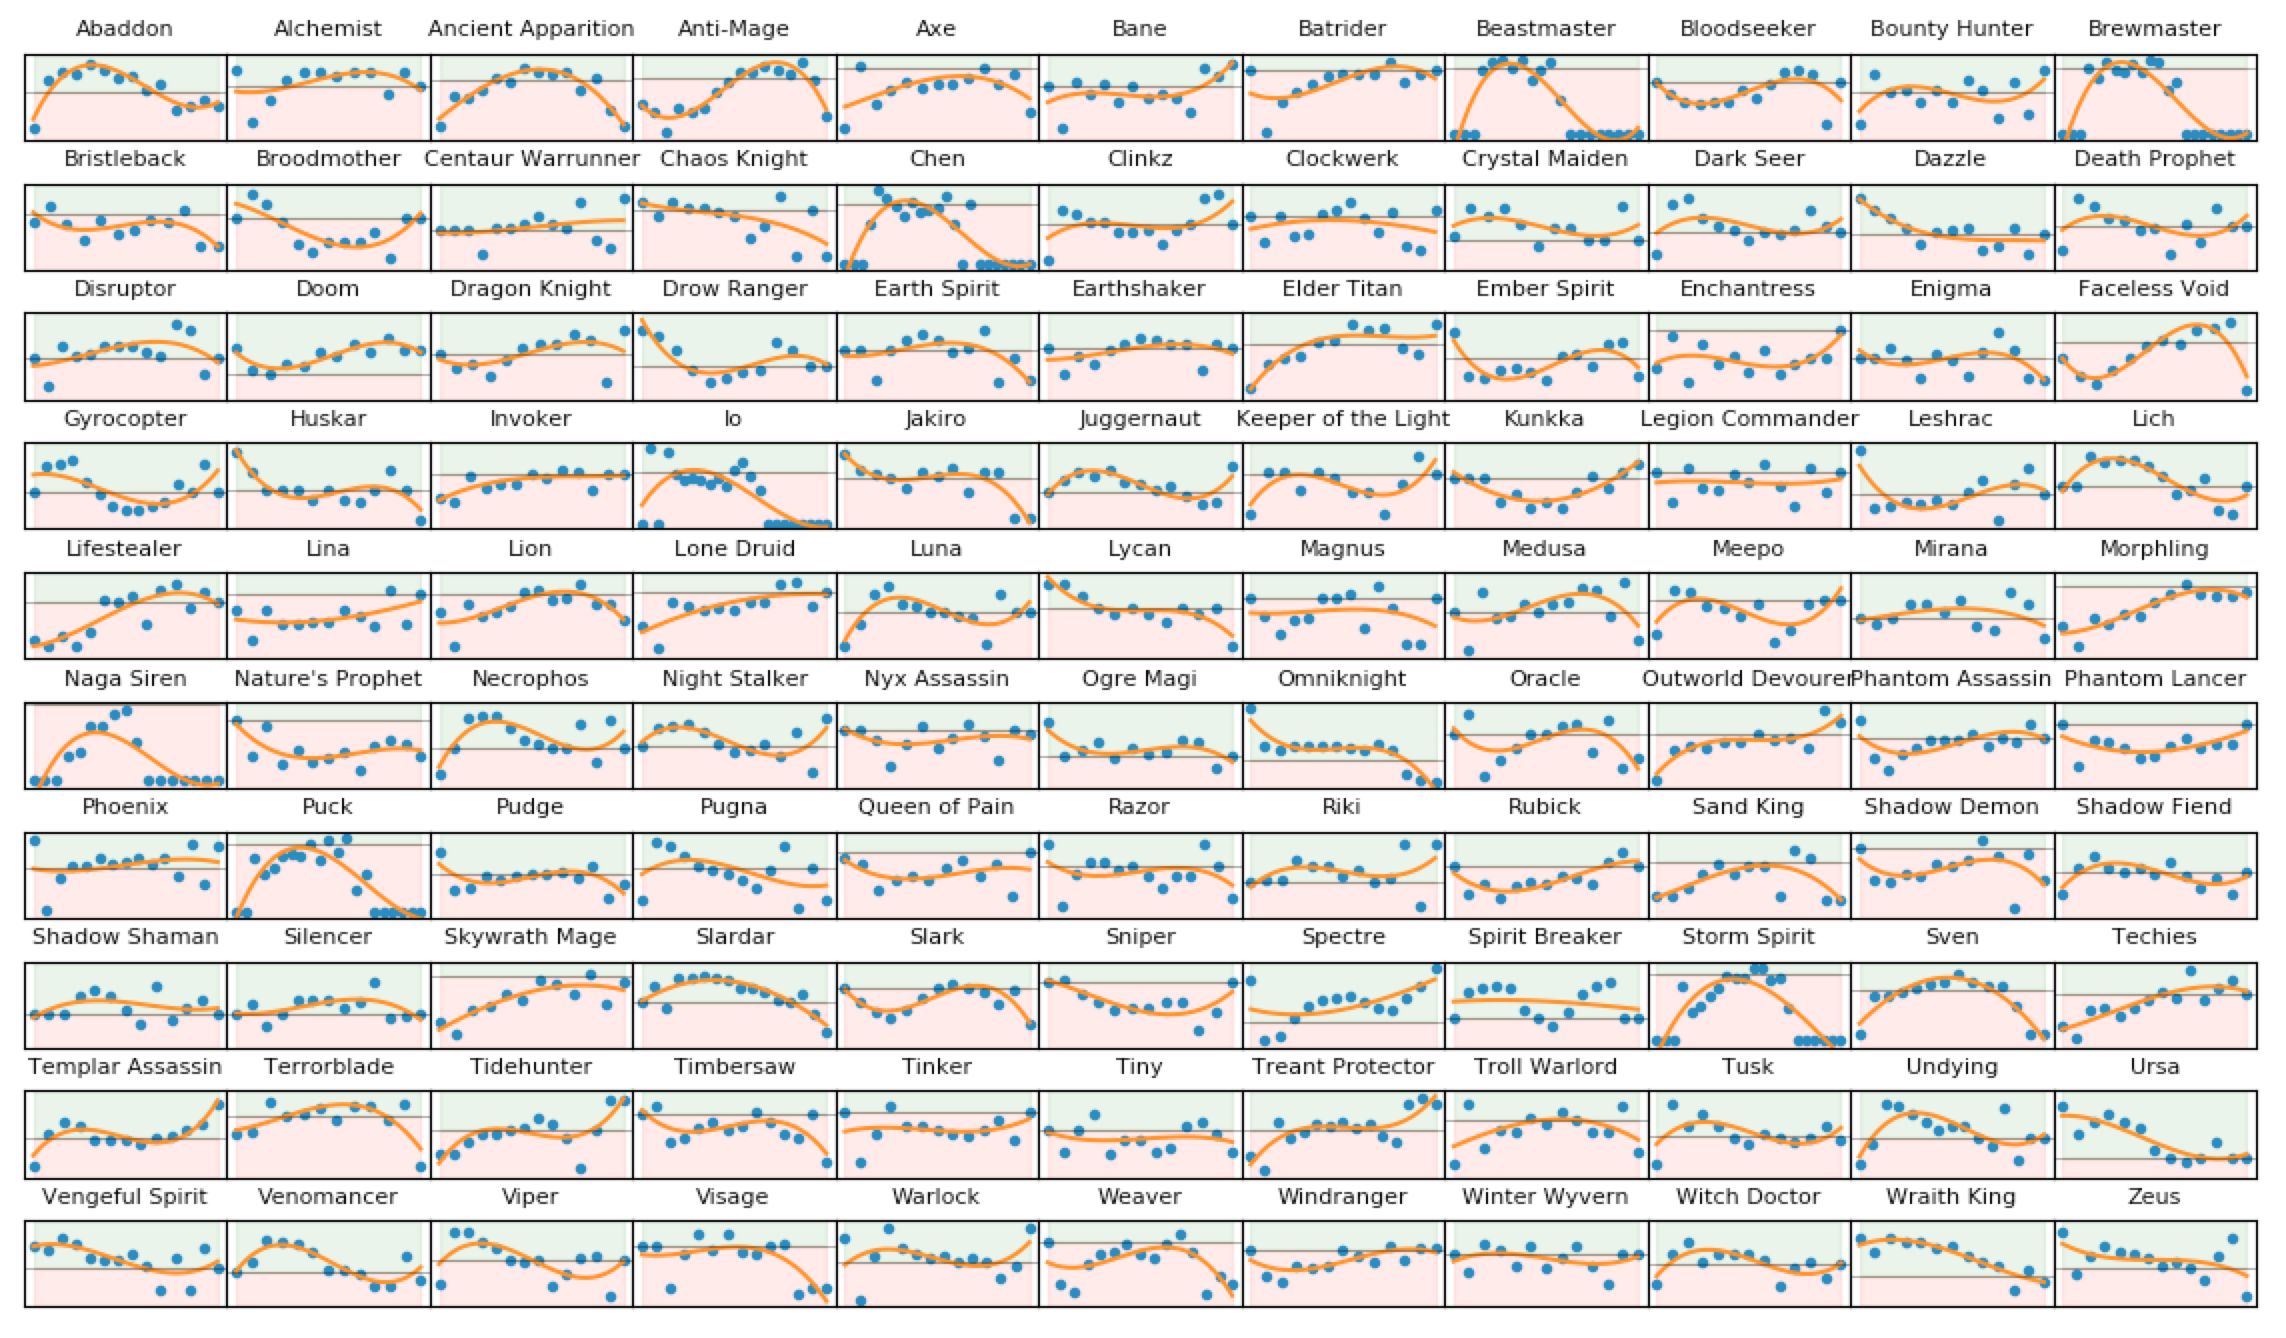 Abaddon Alchemist Ancient Apparition Anti-Mage Axe Bane Batrider Beastmaster Bloodseeker Bounty Hunter Brewmaster
Bristleback Broodmother Centaur Warrunner Chaos Knight Chen Clinkz Clockwerk Crystal Maiden Dark Seer Dazzle Death Prophet
Disruptor Doom Dragon Knight Drow Ranger Earth Spirit Earthshaker Elder Titan Ember Spirit Enchantress Enigma Faceless Void
Gyrocopter Huskar Invoker Io Jakiro Juggernaut Keeper of the Light Kunkka Legion Commander Leshrac Lich
Lifestealer Lina Lion Lone Druid Luna Lycan Magnus Medusa Meepo Mirana Morphling
Naga Siren Nature's Prophet Necrophos Night Stalker Nyx Assassin Ogre Magi Omniknight Oracle Outworld Devourer Phantom Assassin Phantom Lancer
Phoenix Puck Pudge Pugna Queen of Pain Razor Riki Rubick Sand King Shadow Demon Shadow Fiend
Shadow Shaman Silencer Skywrath Mage Slardar Slark Sniper Spectre Spirit Breaker Storm Spirit Sven Techies
Templar Assassin Terrorblade Tidehunter Timbersaw Tinker Tiny Treant Protector Troll Warlord Tusk Undying Ursa
Vengeful Spirit Venomancer Viper Visage Warlock Weaver Windranger Winter Wyvern Witch Doctor Wraith King Zeus